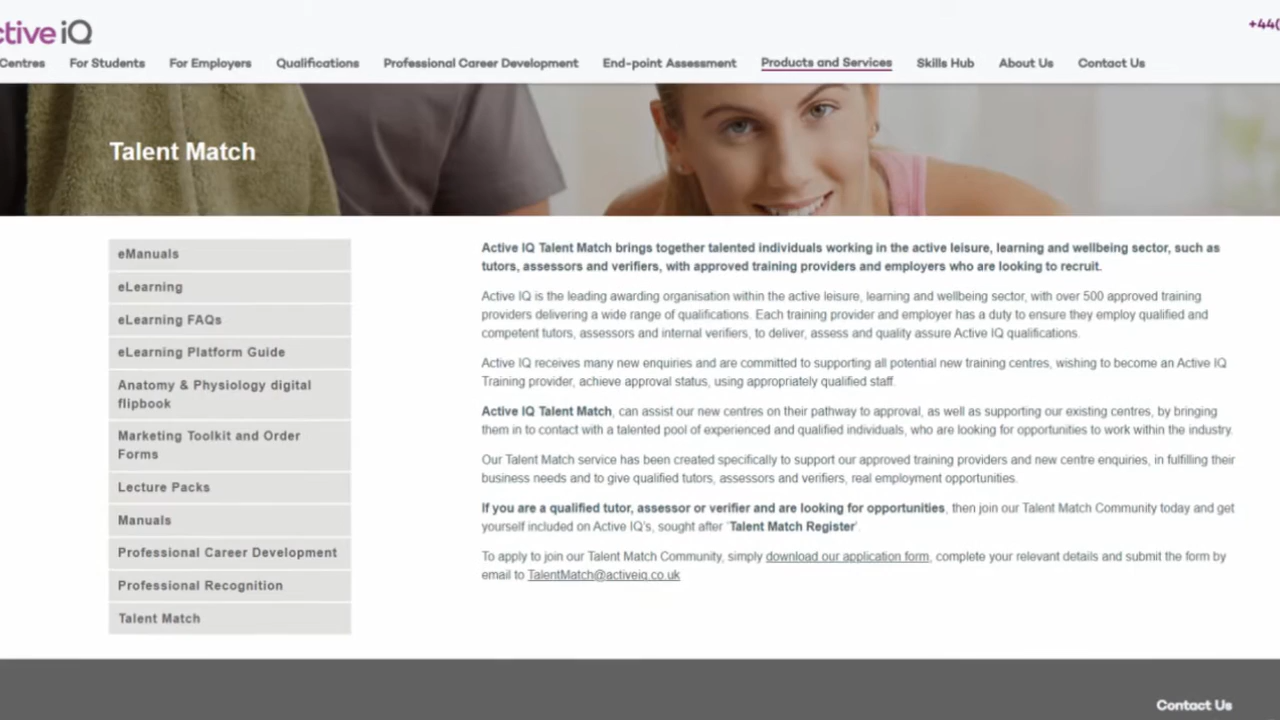 ctive iQ
+44(
Centres For Students For Employers Qualifications Professional Career Development End-point Assessment Products and Services Skills Hub About Us Contact Us
Talent Match
eManuals
eLearning
eLearning FAQs
eLearning Platform Guide
Anatomy & Physiology digital
flipbook
Marketing Toolkit and Order
Forms
Lecture Packs
Manuals
Professional Career Development
Professional Recognition
Talent Match
Active IQ Talent Match brings together talented individuals working in the active leisure, learning and wellbeing sector, such as
tutors, assessors and verifiers, with approved training providers and employers who are looking to recruit.
Active IQ is the leading awarding organisation within the active leisure, learning and wellbeing sector, with over 500 approved training
providers delivering a wide range of qualifications. Each training provider and employer has a duty to ensure they employ qualified and
competent tutors, assessors and internal verifiers, to deliver, assess and quality assure Active IQ qualifications.
Active IQ receives many new enquiries and are committed to supporting all potential new training centres, wishing to become an Active IQ
Training provider, achieve approval status, using appropriately qualified staff.
Active IQ Talent Match, can assist our new centres on their pathway to approval, as well as supporting our existing centres, by bringing
them in to contact with a talented pool of experienced and qualified individuals, who are looking for opportunities to work within the industry.
Our Talent Match service has been created specifically to support our approved training providers and new centre enquiries, in fulfilling their
business needs and to give qualified tutors, assessors and verifiers, real employment opportunities.
If you are a qualified tutor, assessor or verifier and are looking for opportunities, then join our Talent Match Community today and get
yourself included on Active IQ's, sought after 'Talent Match Register'.
To apply to join our Talent Match Community, simply download our application form, complete your relevant details and submit the form by
email to TalentMatch@activeiq.co.uk
Contact Us